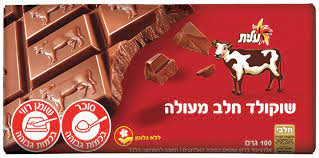 עלית
שוקולד חלב מעולה
סוכר
בכמות גבוהה
שומן רווי
בכמות גבוהה
ללא גלוטן
100 גרם
חלבי